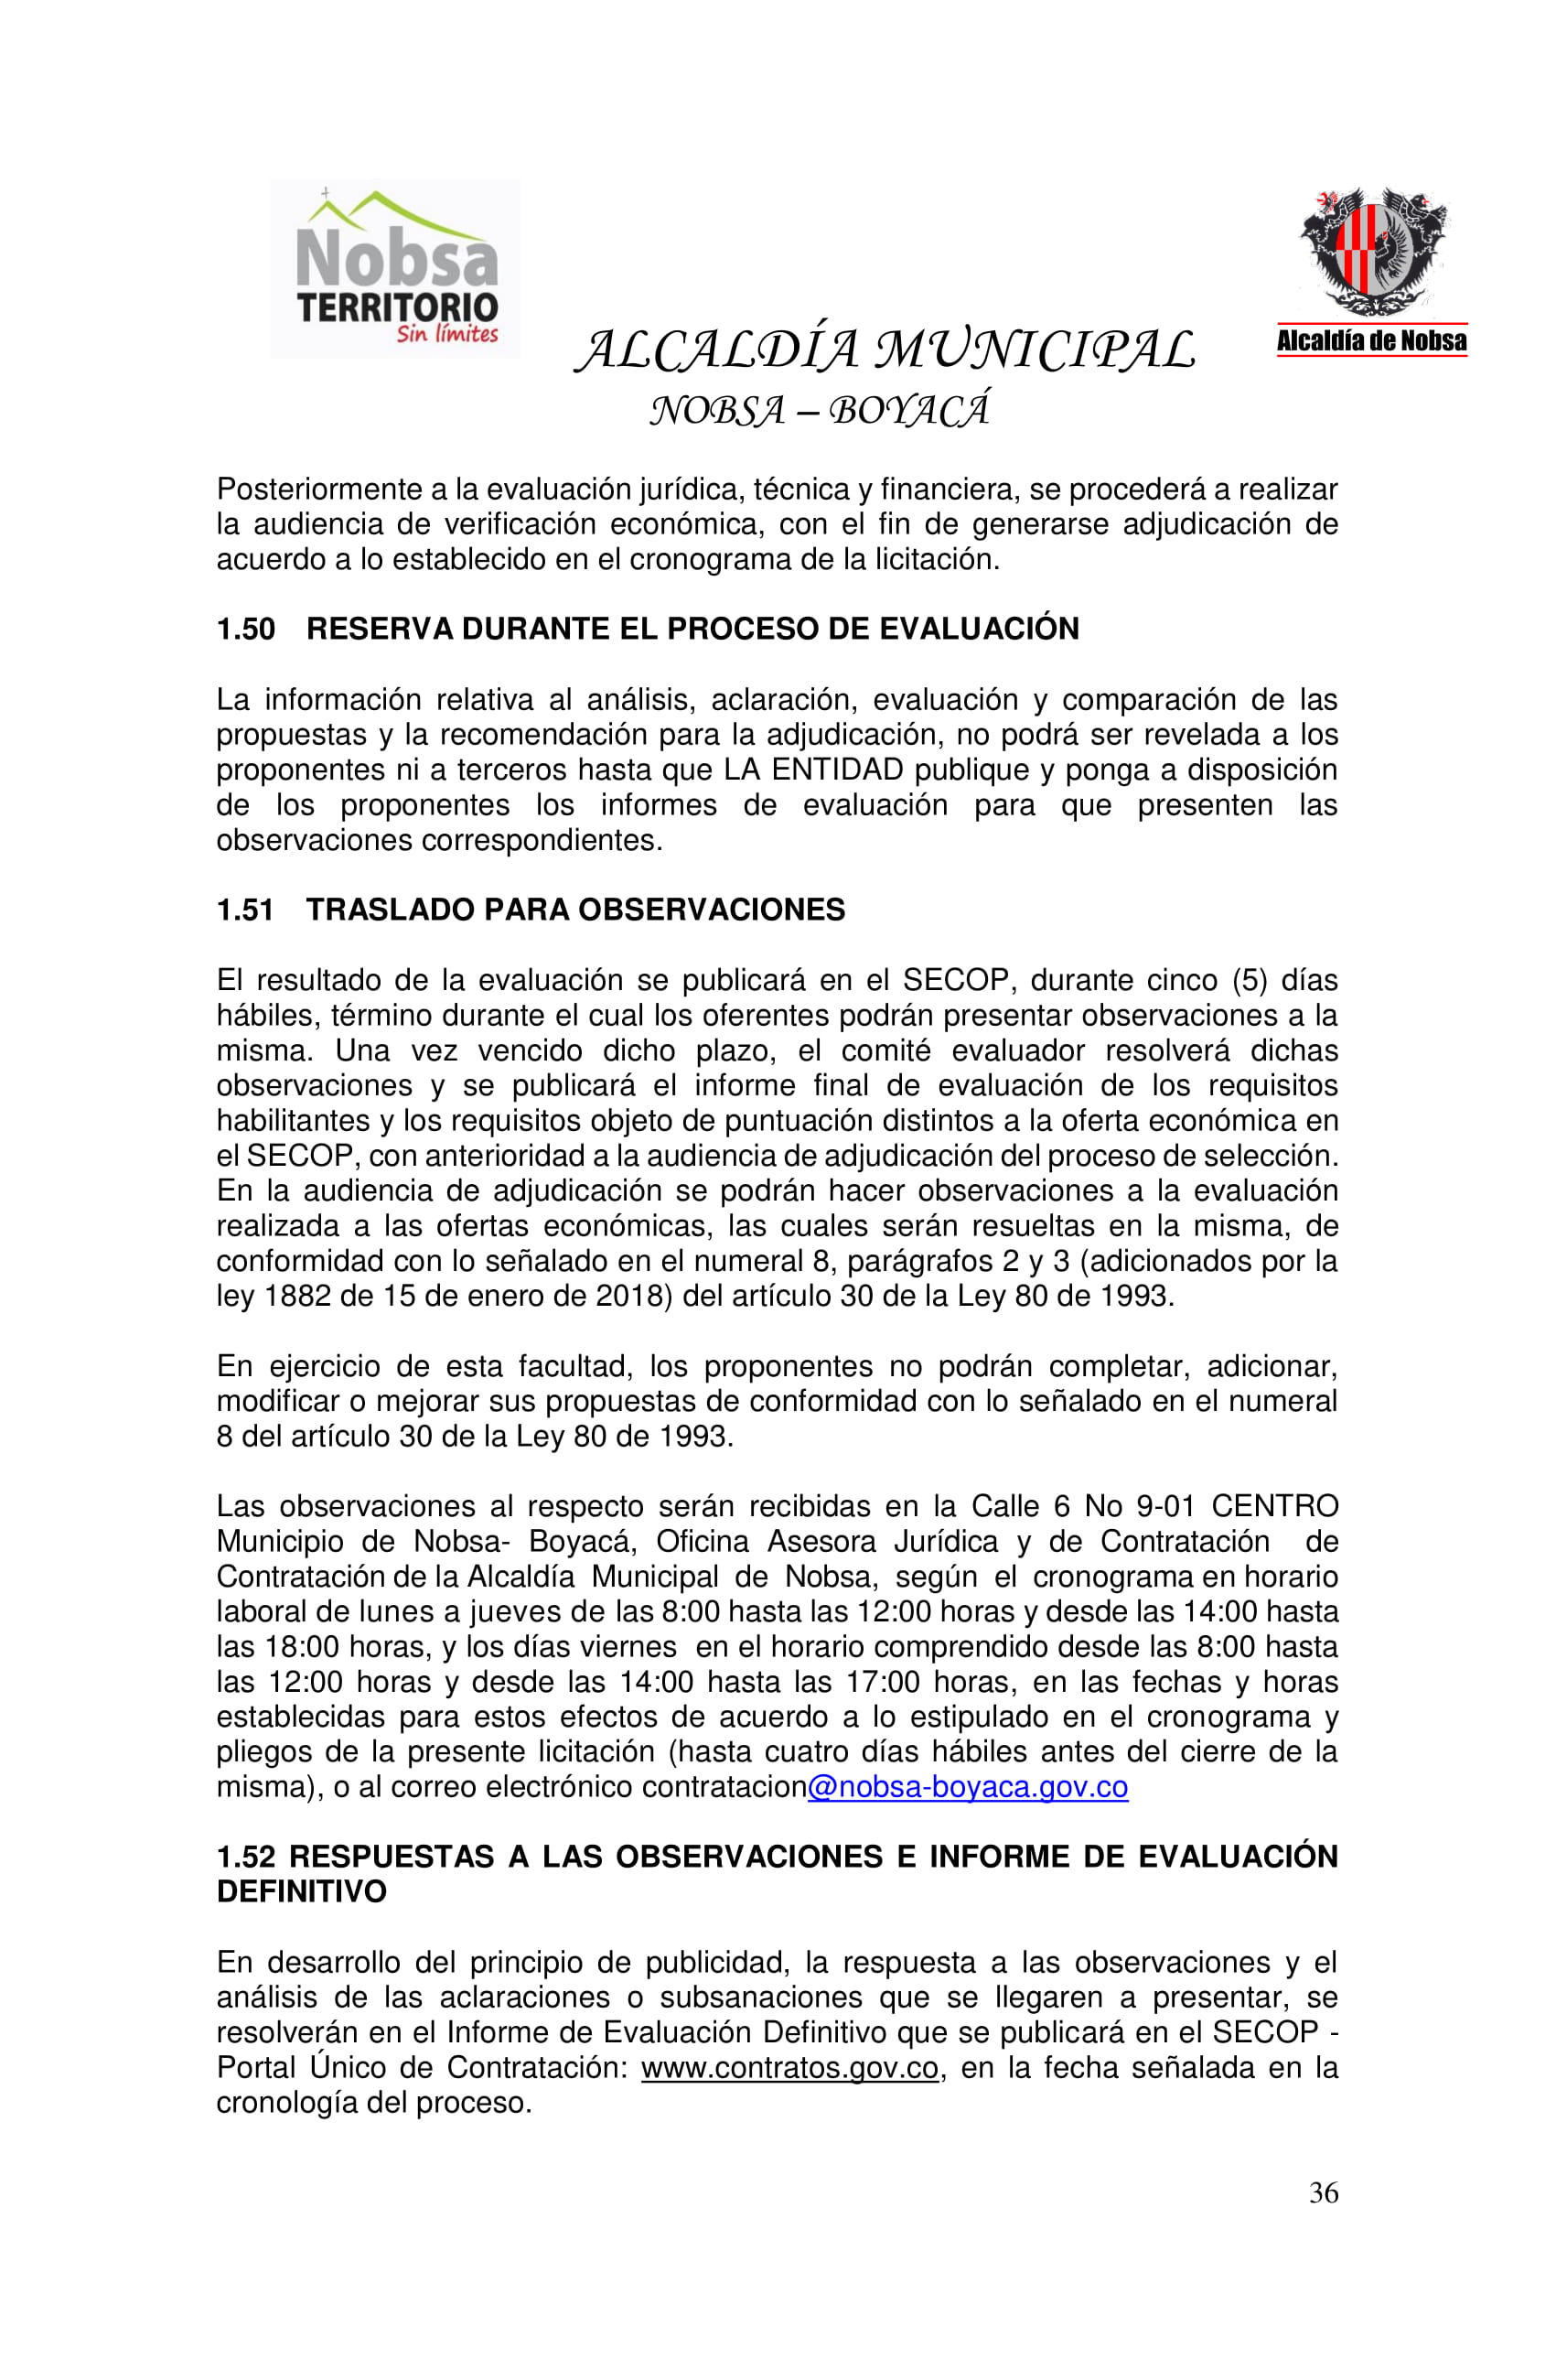 Nobsa
TERRITORIO
Sin límites
Alcaldía de Nobsa
ALCALDÍA MUNICIPAL
NOBSA – BOYACÁ
Posteriormente a la evaluación jurídica, técnica y financiera, se procederá a realizar
la audiencia de verificación económica, con el fin de generarse adjudicación de
acuerdo a lo establecido en el cronograma de la licitación.
1.50 RESERVA DURANTE EL PROCESO DE EVALUACIÓN
La información relativa al análisis, aclaración, evaluación y comparación de las
propuestas y la recomendación para la adjudicación, no podrá ser revelada a los
proponentes ni a terceros hasta que LA ENTIDAD publique y ponga a disposición
de los proponentes los informes de evaluación para que presenten las
observaciones correspondientes.
1.51 TRASLADO PARA OBSERVACIONES
El resultado de la evaluación se publicará en el SECOP, durante cinco (5) días
hábiles, término durante el cual los oferentes podrán presentar observaciones a la
misma. Una vez vencido dicho plazo, el comité evaluador resolverá dichas
observaciones y se publicará el informe final de evaluación de los requisitos
habilitantes y los requisitos objeto de puntuación distintos a la oferta económica en
el SECOP, con anterioridad a la audiencia de adjudicación del proceso de selección.
En la audiencia de adjudicación se podrán hacer observaciones a la evaluación
realizada a las ofertas económicas, las cuales serán resueltas en la misma, de
conformidad con lo señalado en el numeral 8, parágrafos 2 y 3 (adicionados por la
ley 1882 de 15 de enero de 2018) del artículo 30 de la Ley 80 de 1993.
En ejercicio de esta facultad, los proponentes no podrán completar, adicionar,
modificar o mejorar sus propuestas de conformidad con lo señalado en el numeral
8 del artículo 30 de la Ley 80 de 1993.
Las observaciones al respecto serán recibidas en la Calle 6 No 9-01 CENTRO
Municipio de Nobsa- Boyacá, Oficina Asesora Jurídica y de Contratación de
Contratación de la Alcaldía Municipal de Nobsa, según el cronograma en horario
laboral de lunes a jueves de las 8:00 hasta las 12:00 horas y desde las 14:00 hasta
las 18:00 horas, y los días viernes en el horario comprendido desde las 8:00 hasta
las 12:00 horas y desde las 14:00 hasta las 17:00 horas, en las fechas y horas
establecidas para estos efectos de acuerdo a lo estipulado en el cronograma y
pliegos de la presente licitación (hasta cuatro días hábiles antes del cierre de la
misma), o al correo electrónico contratacion@nobsa-boyaca.gov.co
1.52 RESPUESTAS A LAS OBSERVACIONES E INFORME DE EVALUACIÓN
DEFINITIVO
En desarrollo del principio de publicidad, la respuesta a las observaciones y el
análisis de las aclaraciones o subsanaciones que se llegaren a presentar, se
resolverán en el Informe de Evaluación Definitivo que se publicará en el SECOP -
Portal Único de Contratación: www.contratos.gov.co, en la fecha señalada en la
cronología del proceso.
36